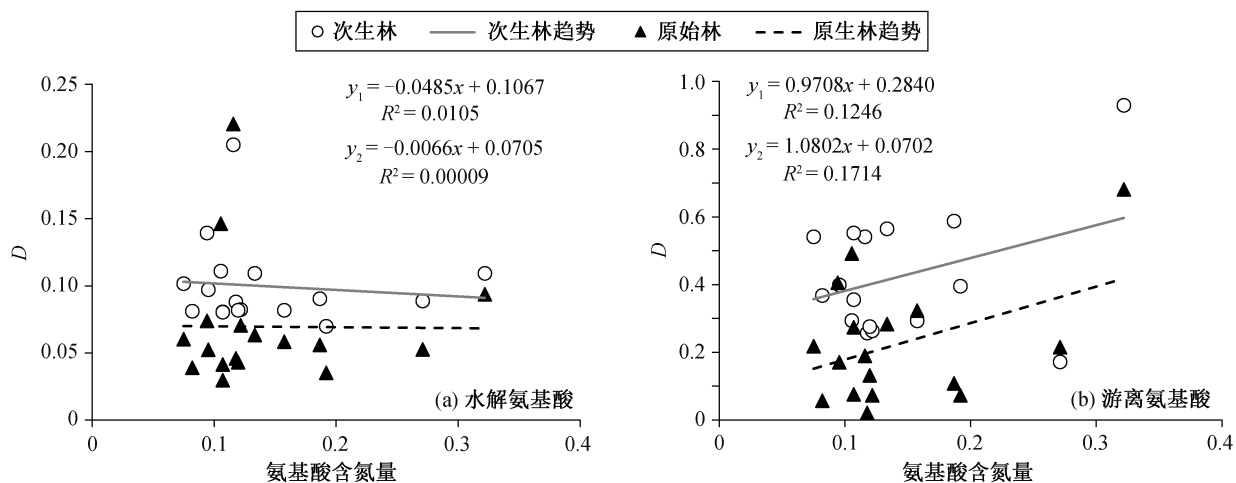 次生林 次生林趋势 原始林 原生林趋势
0.25
0.20
0.15
0.10
0.05
0
D
y₁ = −0.0485x + 0.1067
R² = 0.0105
y₂ = −0.0066x + 0.0705
R² = 0.00009
(a) 水解氨基酸
0 0.1 0.2 0.3 0.4
氨基酸含氮量
1.0
0.8
0.6
0.4
0.2
0
D
y₁ = 0.9708x + 0.2840
R² = 0.1246
y₂ = 1.0802x + 0.0702
R² = 0.1714
(b) 游离氨基酸
0 0.1 0.2 0.3 0.4
氨基酸含氮量